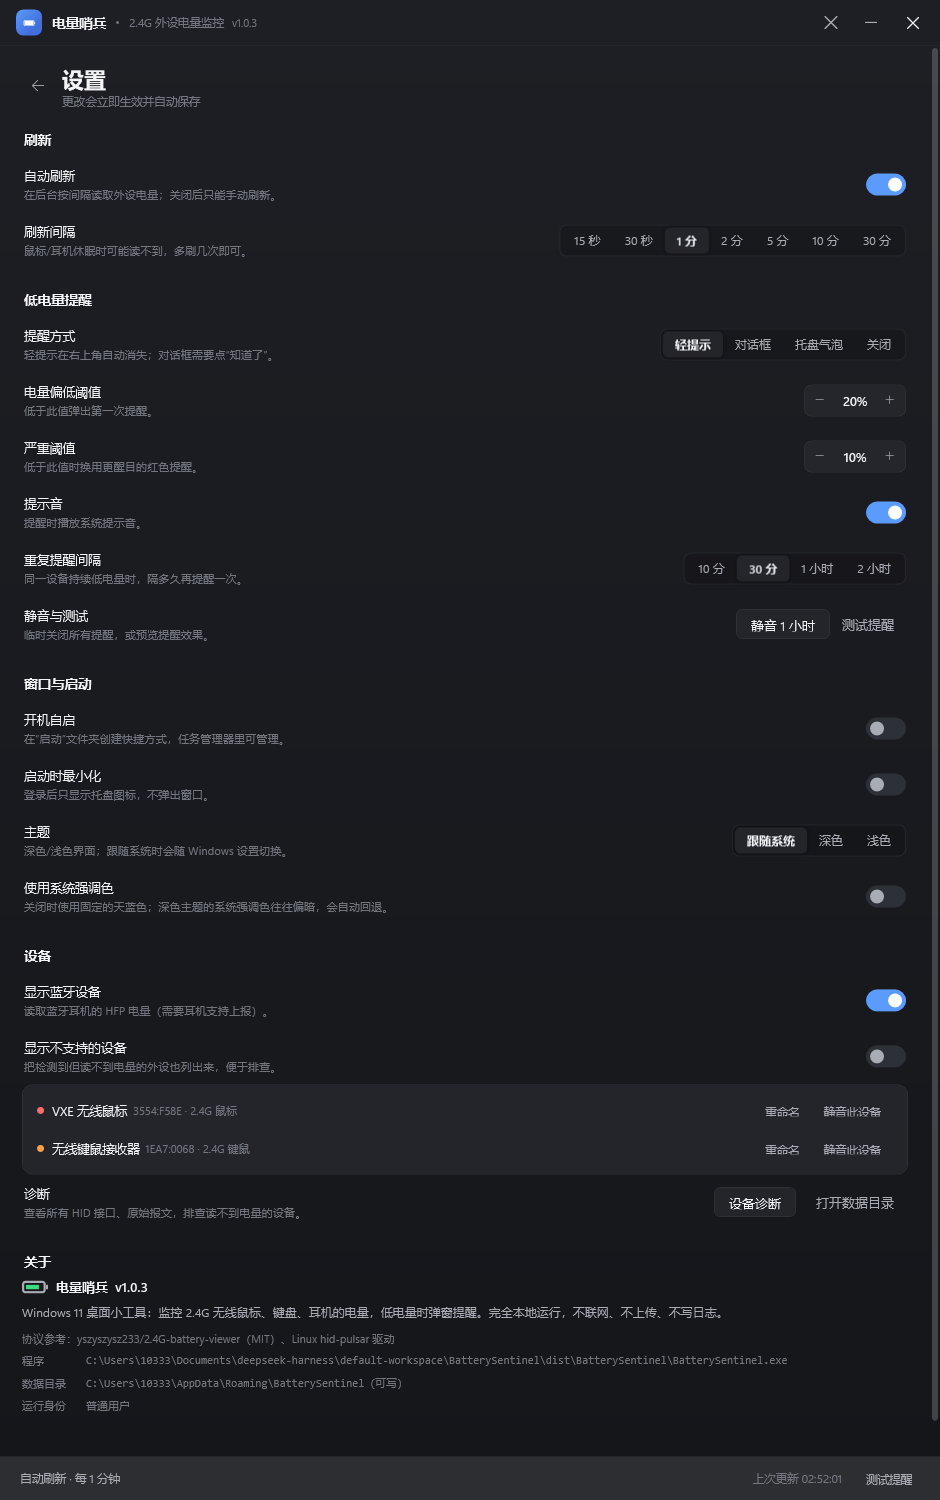 电量哨兵 • 2.4G 外设电量监控 v1.0.3
设置
更改会立即生效并自动保存
刷新
自动刷新
在后台按间隔读取外设电量；关闭后只能手动刷新。
刷新间隔
鼠标/耳机休眠时可能读不到，多刷几次即可。
15 秒 30 秒 1 分 2 分 5 分 10 分 30 分
低电量提醒
提醒方式
轻提示在右上角自动消失；对话框需要点"知道了"。
轻提示 对话框 托盘气泡 关闭
电量偏低阈值
低于此值弹出第一次提醒。
− 20% +
严重阈值
低于此值时换用更醒目的红色提醒。
− 10% +
提示音
提醒时播放系统提示音。
重复提醒间隔
同一设备持续低电量时，隔多久再提醒一次。
10 分 30 分 1 小时 2 小时
静音与测试
临时关闭所有提醒，或预览提醒效果。
静音 1 小时 测试提醒
窗口与启动
开机自启
在"启动"文件夹创建快捷方式，任务管理器里可管理。
启动时最小化
登录后只显示托盘图标，不弹出窗口。
主题
深色/浅色界面；跟随系统时会随 Windows 设置切换。
跟随系统 深色 浅色
使用系统强调色
关闭时使用固定的天蓝色；深色主题的系统强调色往往偏暗，会自动回退。
设备
显示蓝牙设备
读取蓝牙耳机的 HFP 电量（需要耳机支持上报）。
显示不支持的设备
把检测到但读不到电量的外设也列出来，便于排查。
VXE 无线鼠标 3554:F58E · 2.4G 鼠标 重命名 静音此设备
无线键鼠接收器 1EA7:0068 · 2.4G 键鼠 重命名 静音此设备
诊断
查看所有 HID 接口、原始报文，排查读不到电量的设备。
设备诊断 打开数据目录
关于
电量哨兵 v1.0.3
Windows 11 桌面小工具：监控 2.4G 无线鼠标、键盘、耳机的电量，低电量时弹窗提醒。完全本地运行，不联网、不上传、不写日志。
协议参考：yszyszysz233/2.4G-battery-viewer（MIT）、Linux hid-pulsar 驱动
程序 C:\Users\10333\Documents\deepseek-harness\default-workspace\BatterySentinel\dist\BatterySentinel\BatterySentinel.exe
数据目录 C:\Users\10333\AppData\Roaming\BatterySentinel（可写）
运行身份 普通用户
自动刷新 · 每 1 分钟 上次更新 02:52:01 测试提醒